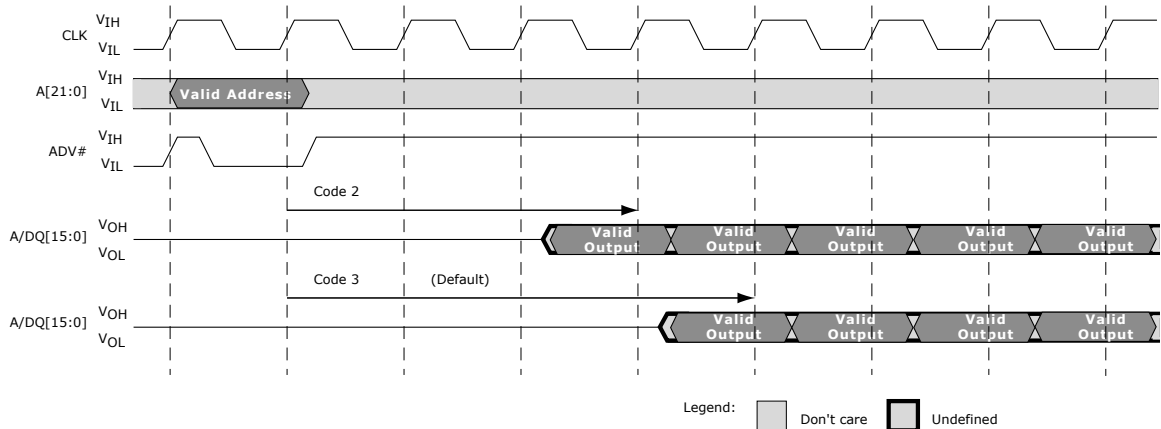 CLK VIH
VIL
A[21:0] VIH
VIL
Valid Address
ADV# VIH
VIL
Code 2
A/DQ[15:0] VOH
VOL
Valid Output
Valid Output
Valid Output
Valid Output
Valid Output
Code 3 (Default)
A/DQ[15:0] VOH
VOL
Valid Output
Valid Output
Valid Output
Valid Output
Legend: Don't care Undefined